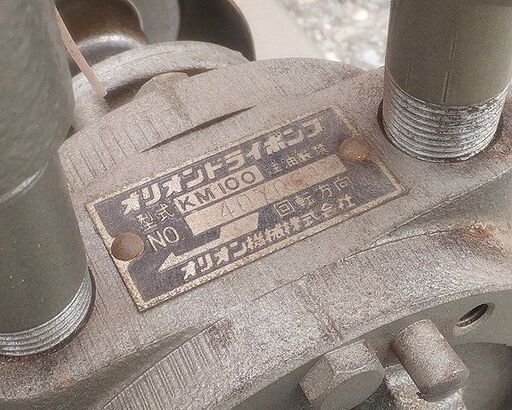 オリオンドライポンプ
型式 KM100
NO
回転方向
オリオン機械株式会社